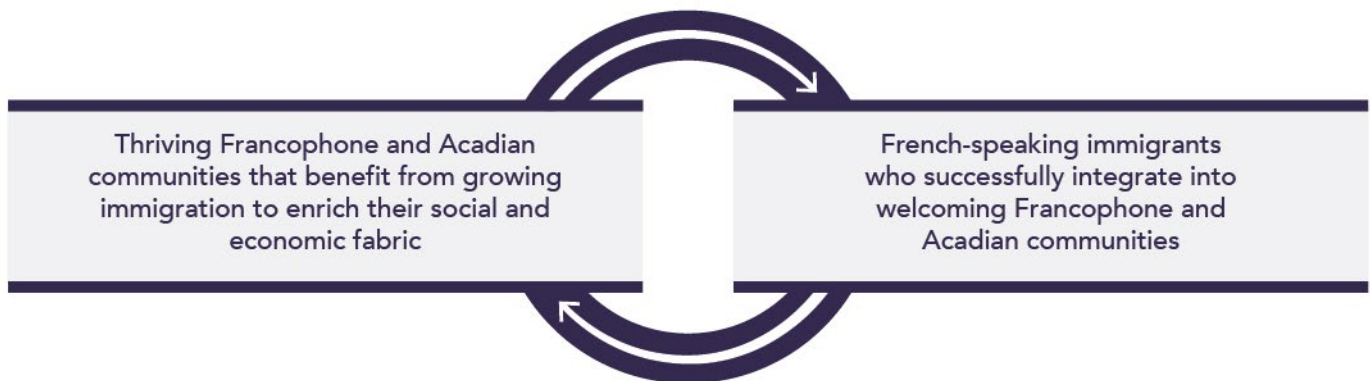 Thriving Francophone and Acadian
communities that benefit from growing
immigration to enrich their social and
economic fabric
French-speaking immigrants
who successfully integrate into
welcoming Francophone and
Acadian communities